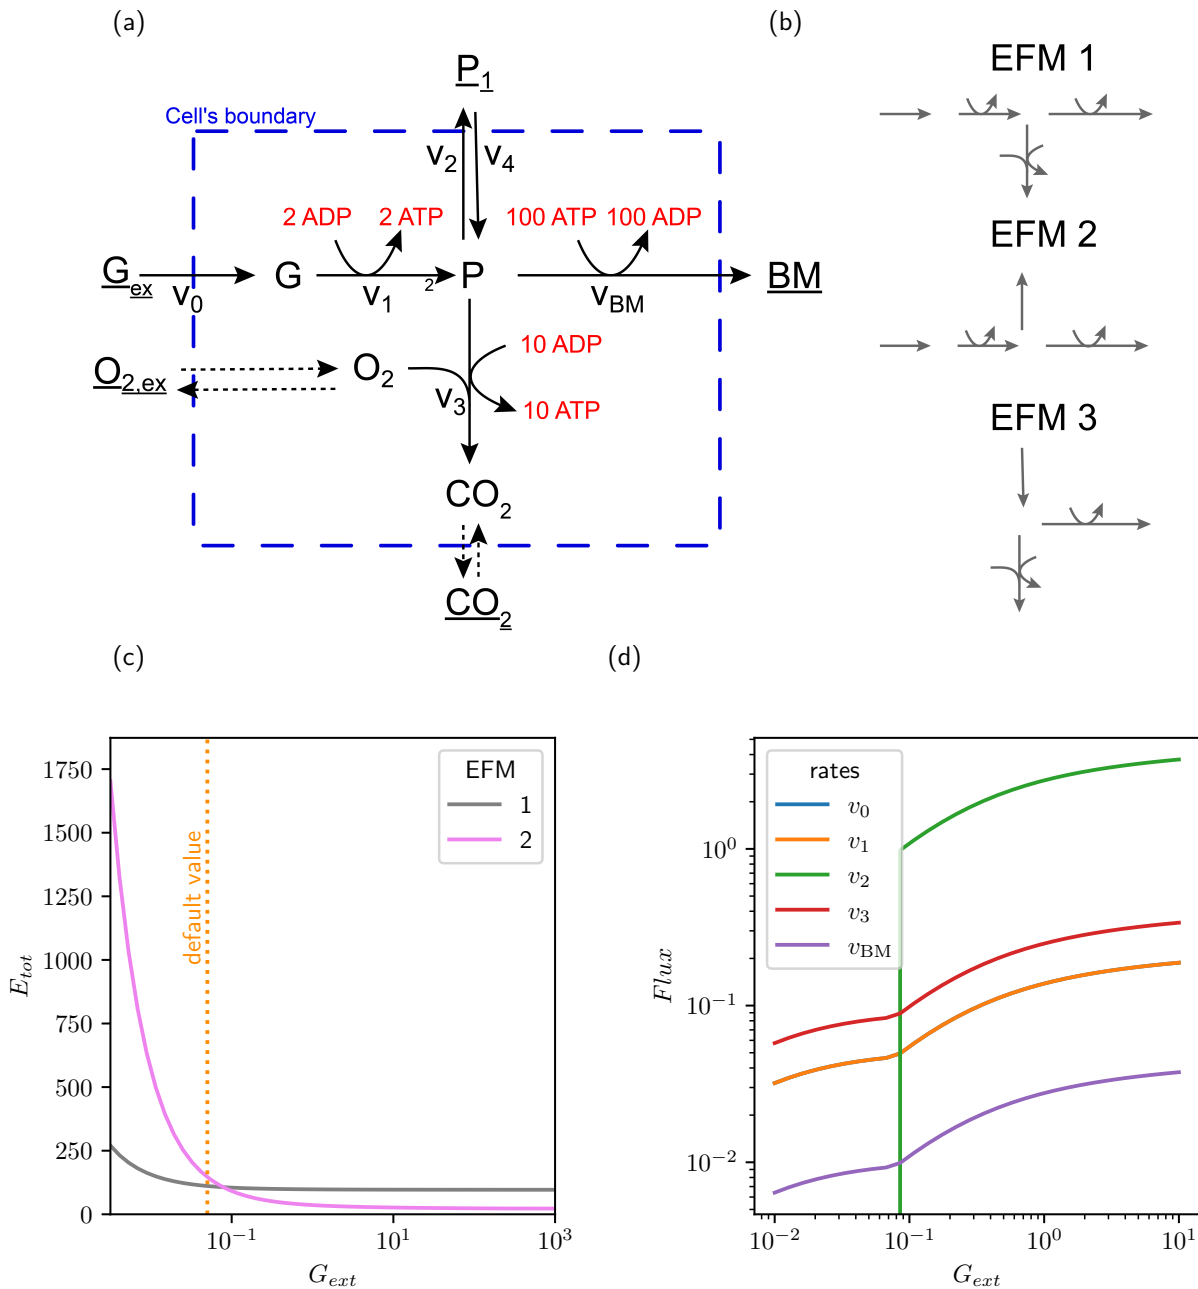 (a)
(b)
P1
EFM 1
Cell's boundary
v2 v4
2 ADP 2 ATP 100 ATP 100 ADP
EFM 2
Gex G P BM
v0 v1 2 vBM
O2,ex O2 10 ADP
v3 10 ATP
EFM 3
CO2
CO2
(c)
(d)
EFM
1
2
default value
1750
1500
1250
1000
750
500
250
0
Etot
10−1 101 103
Gext
rates
v0
v1
v2
v3
vBM
100
10−1
10−2
Flux
10−2 10−1 100 101
Gext